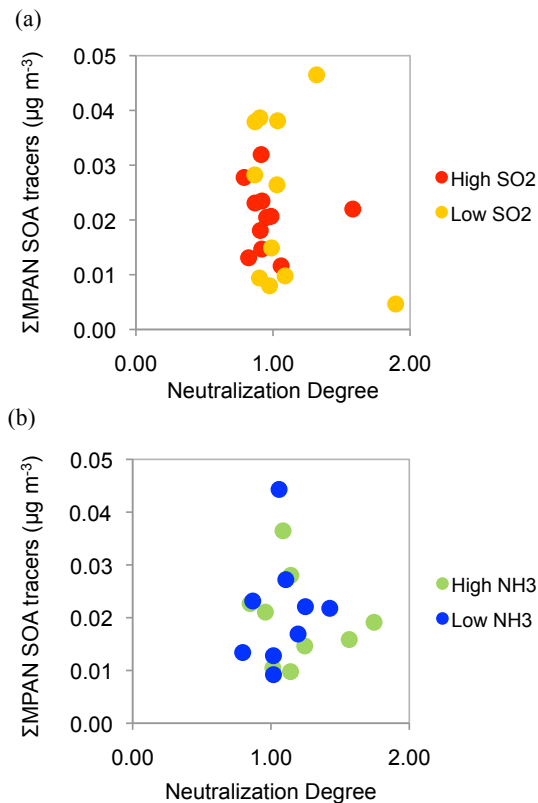 (a)
ΣMPAN SOA tracers (µg m-3)
0.05
0.04
0.03
0.02
0.01
0.00
0.00 1.00 2.00
Neutralization Degree
High SO2
Low SO2
(b)
ΣMPAN SOA tracers (µg m-3)
0.05
0.04
0.03
0.02
0.01
0.00
0.00 1.00 2.00
Neutralization Degree
High NH3
Low NH3